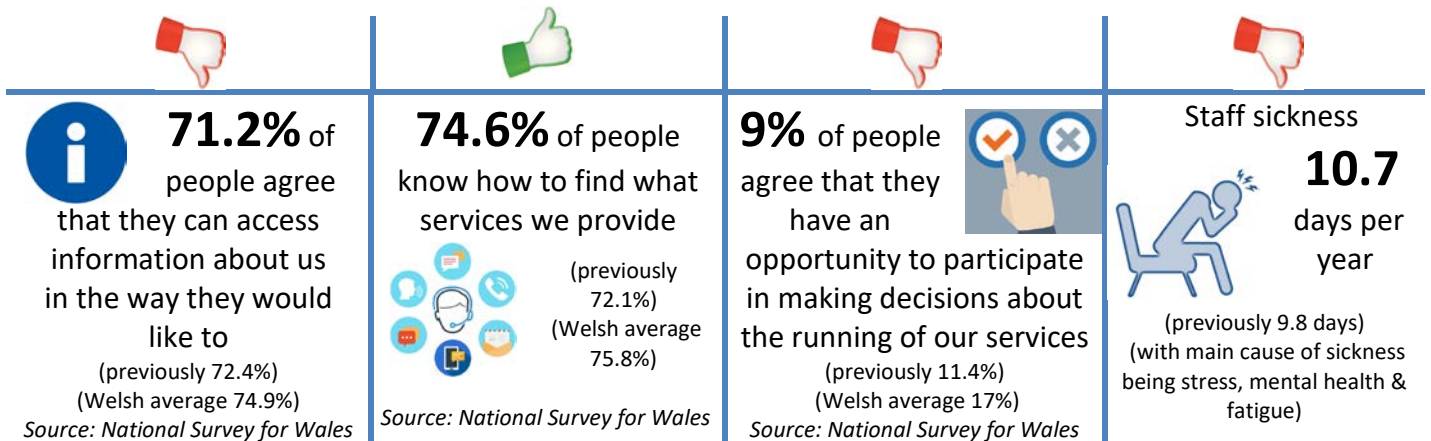 71.2% of
people agree
that they can access
information about us
in the way they would
like to
(previously 72.4%)
(Welsh average 74.9%)
Source: National Survey for Wales
74.6% of people
know how to find what
services we provide
(previously
72.1%)
(Welsh average
75.8%)
Source: National Survey for Wales
9% of people
agree that they
have an
opportunity to participate
in making decisions about
the running of our services
(previously 11.4%)
(Welsh average 17%)
Source: National Survey for Wales
Staff sickness
10.7
days per
year
(previously 9.8 days)
(with main cause of sickness
being stress, mental health &
fatigue)